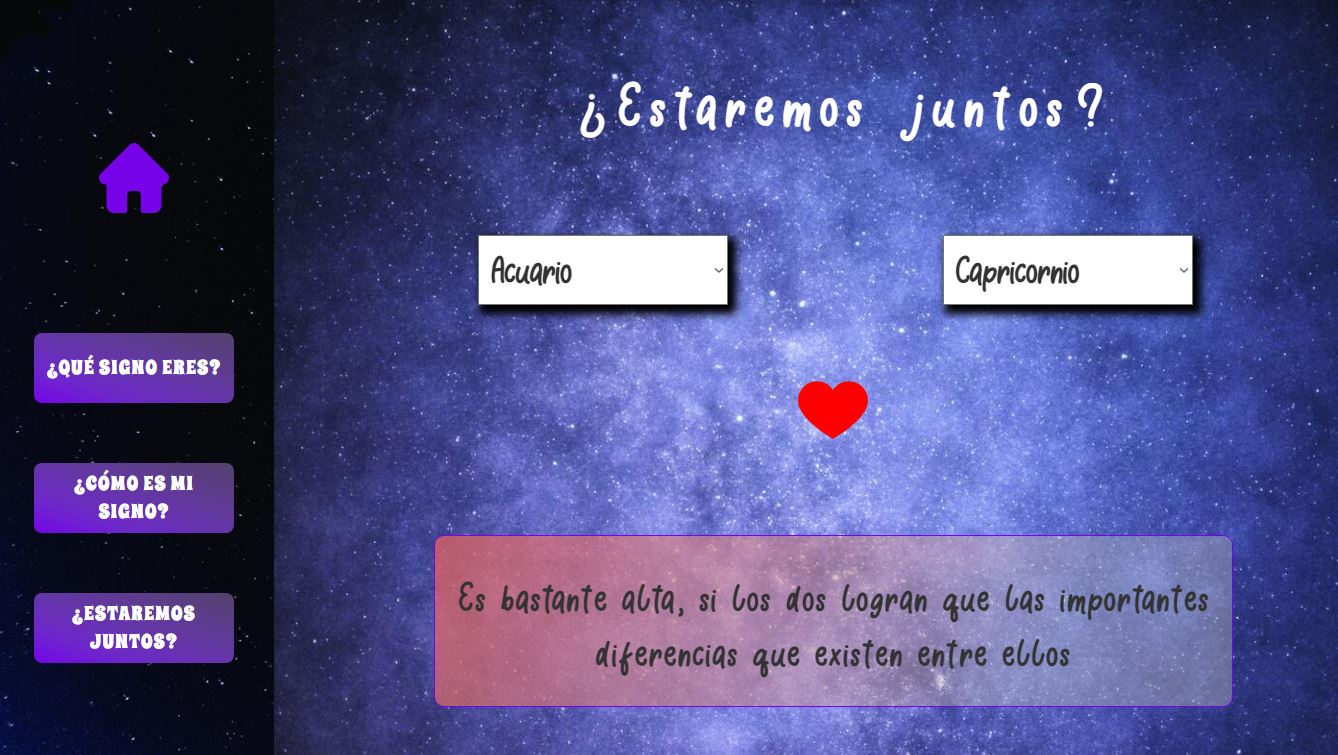 ¿Estaremos juntos?
Acuario
Capricornio
¿QUÉ SIGNO ERES?
¿CÓMO ES MI
SIGNO?
¿ESTAREMOS
JUNTOS?
Es bastante alta, si los dos logran que las importantes
diferencias que existen entre ellos